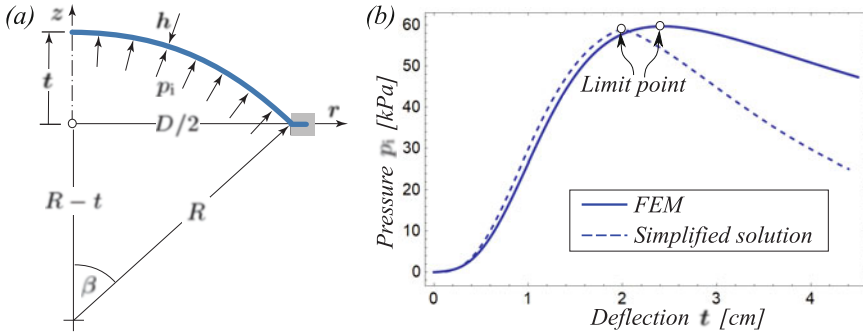 (a)
z
h
t
p_i
D/2
r
R − t
R
β
(b)
Pressure p_i [kPa]
60
50
40
30
20
10
0
Limit point
FEM
Simplified solution
0 1 2 3 4
Deflection t [cm]